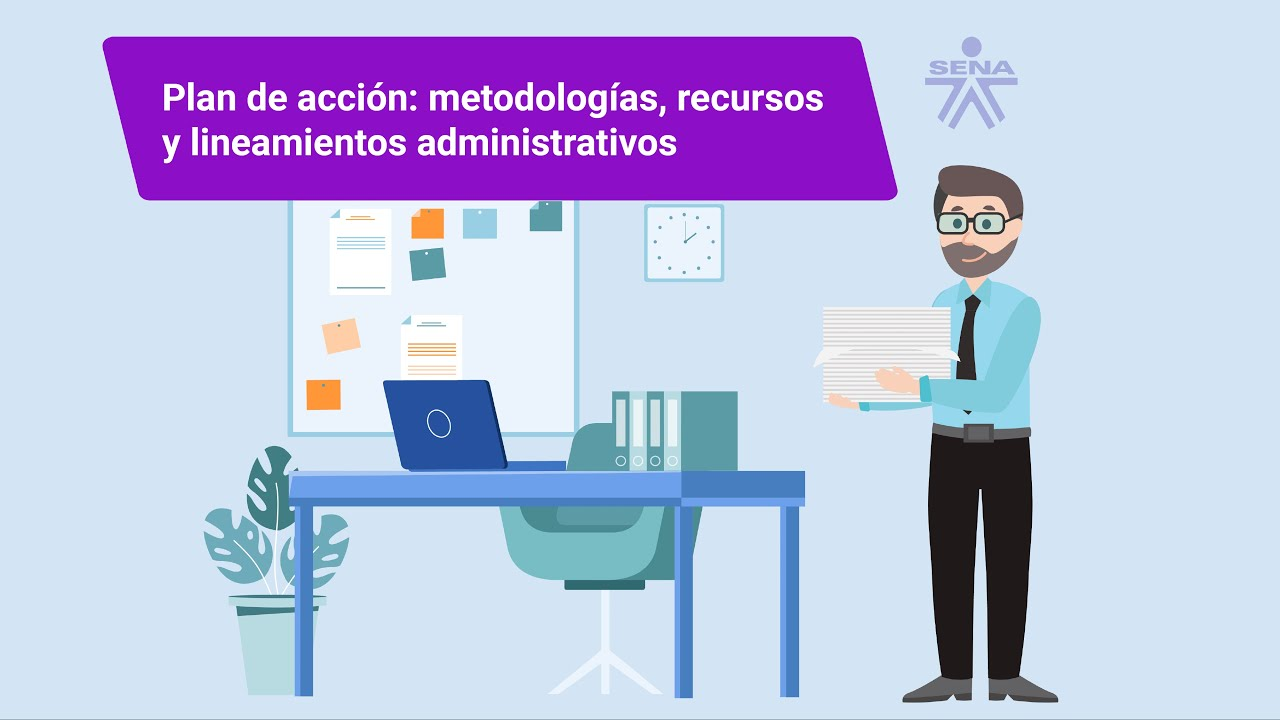 Plan de acción: metodologías, recursos
y lineamientos administrativos
SENA